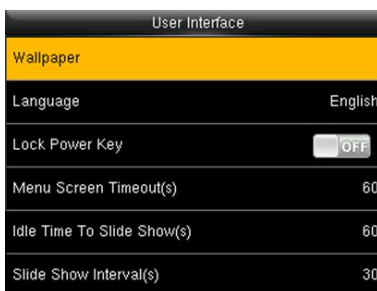 User Interface
Wallpaper
Language English
Lock Power Key OFF
Menu Screen Timeout(s) 60
Idle Time To Slide Show(s) 60
Slide Show Interval(s) 30